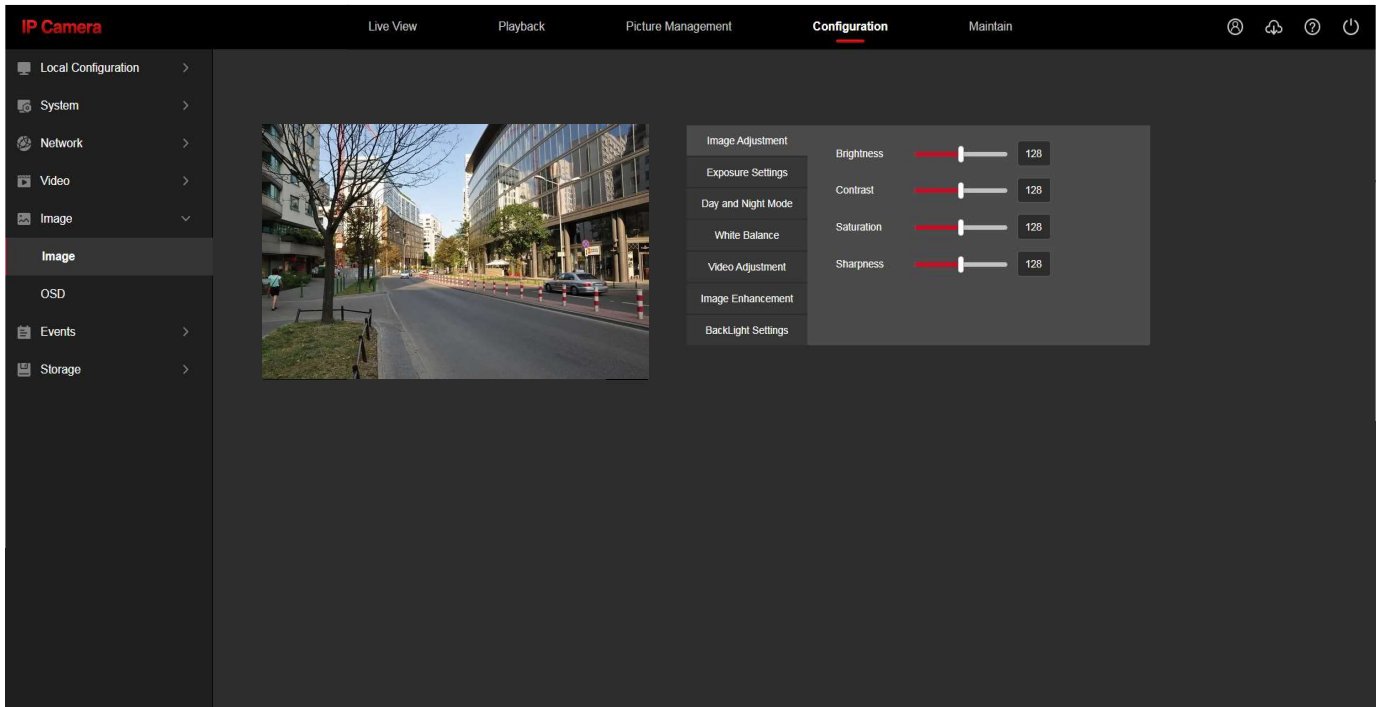 IP Camera
Live View
Playback
Picture Management
Configuration
Maintain
Local Configuration
System
Network
Video
Image
Image
OSD
Events
Storage
Image Adjustment
Exposure Settings
Day and Night Mode
White Balance
Video Adjustment
Image Enhancement
BackLight Settings
Brightness 128
Contrast 128
Saturation 128
Sharpness 128